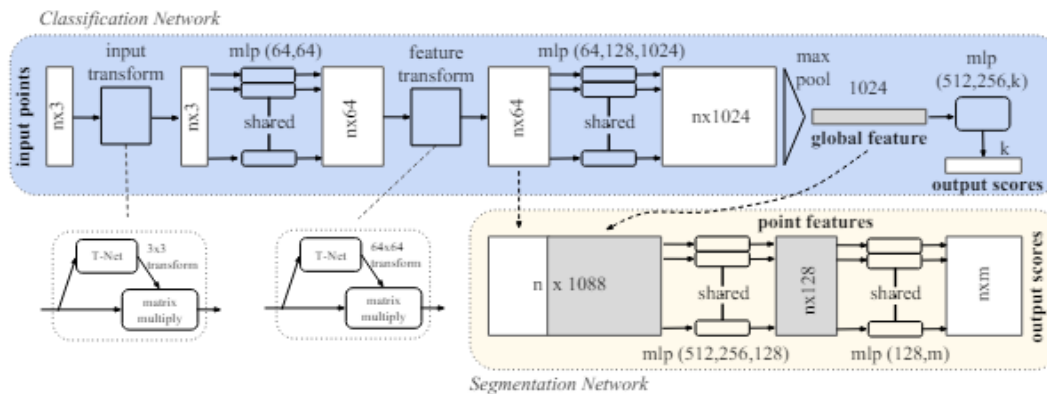 Classification Network
input points
nx3
input
transform
nx3
mlp (64,64)
shared
nx64
feature
transform
nx64
mlp (64,128,1024)
shared
nx1024
max
pool
1024
global feature
mlp
(512,256,k)
k
output scores
T-Net
3x3
transform
matrix
multiply
T-Net
64x64
transform
matrix
multiply
point features
n x 1088
shared
mlp (512,256,128)
nx128
shared
mlp (128,m)
nxm
output scores
Segmentation Network